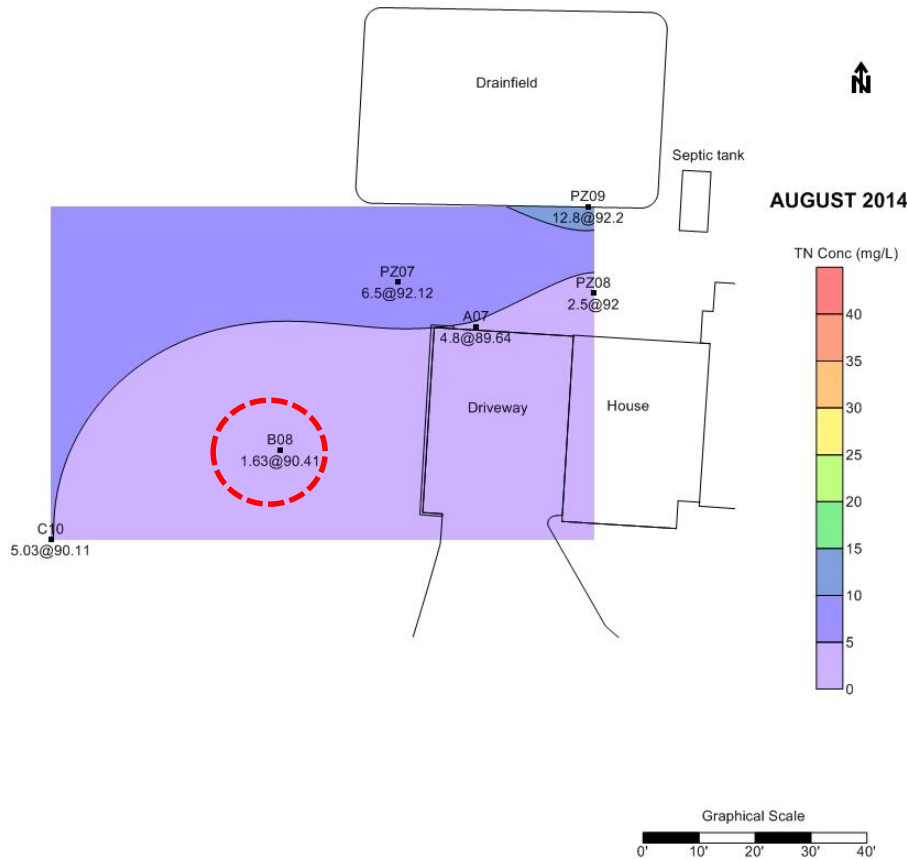 Drainfield
N
Septic tank
PZ09
12.8@92.2
AUGUST 2014
TN Conc (mg/L)
PZ07
6.5@92.12
PZ08
2.5@92
A07
4.8@89.64
40
35
30
25
20
15
10
5
0
Driveway
House
B08
1.63@90.41
C10
5.03@90.11
Graphical Scale
0' 10' 20' 30' 40'